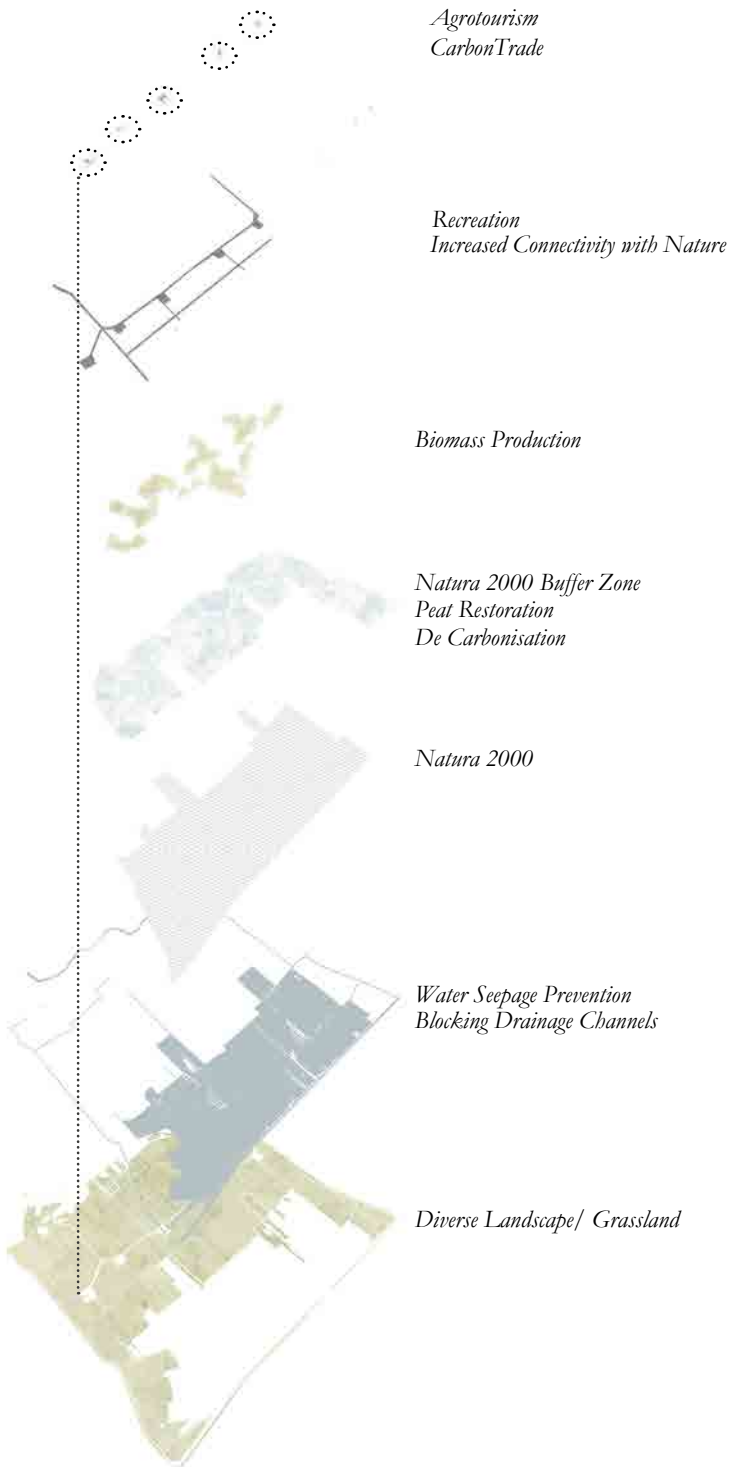 Agrotourism
CarbonTrade
Recreation
Increased Connectivity with Nature
Biomass Production
Natura 2000 Buffer Zone
Peat Restoration
De Carbonisation
Natura 2000
Water Seepage Prevention
Blocking Drainage Channels
Diverse Landscape/ Grassland